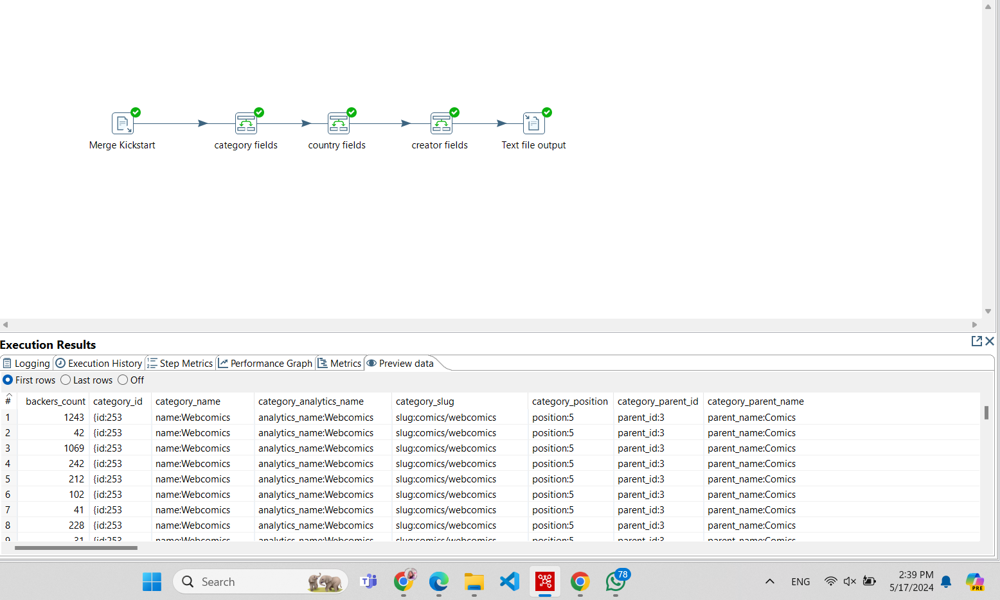 Merge Kickstart
category fields
country fields
creator fields
Text file output
Execution Results
Logging Execution History Step Metrics Performance Graph Metrics Preview data
First rows Last rows Off
# backers_count category_id category_name category_analytics_name category_slug category_position category_parent_id category_parent_name
1 1243 {id:253 name:Webcomics analytics_name:Webcomics slug:comics/webcomics position:5 parent_id:3 parent_name:Comics
2 42 {id:253 name:Webcomics analytics_name:Webcomics slug:comics/webcomics position:5 parent_id:3 parent_name:Comics
3 1069 {id:253 name:Webcomics analytics_name:Webcomics slug:comics/webcomics position:5 parent_id:3 parent_name:Comics
4 242 {id:253 name:Webcomics analytics_name:Webcomics slug:comics/webcomics position:5 parent_id:3 parent_name:Comics
5 212 {id:253 name:Webcomics analytics_name:Webcomics slug:comics/webcomics position:5 parent_id:3 parent_name:Comics
6 102 {id:253 name:Webcomics analytics_name:Webcomics slug:comics/webcomics position:5 parent_id:3 parent_name:Comics
7 41 {id:253 name:Webcomics analytics_name:Webcomics slug:comics/webcomics position:5 parent_id:3 parent_name:Comics
8 228 {id:253 name:Webcomics analytics_name:Webcomics slug:comics/webcomics position:5 parent_id:3 parent_name:Comics
9 31 {id:253 name:Webcomics analytics_name:Webcomics slug:comics/webcomics position:5 parent_id:3 parent_name:Comics
Search
78
ENG
2:39 PM
5/17/2024
PRE